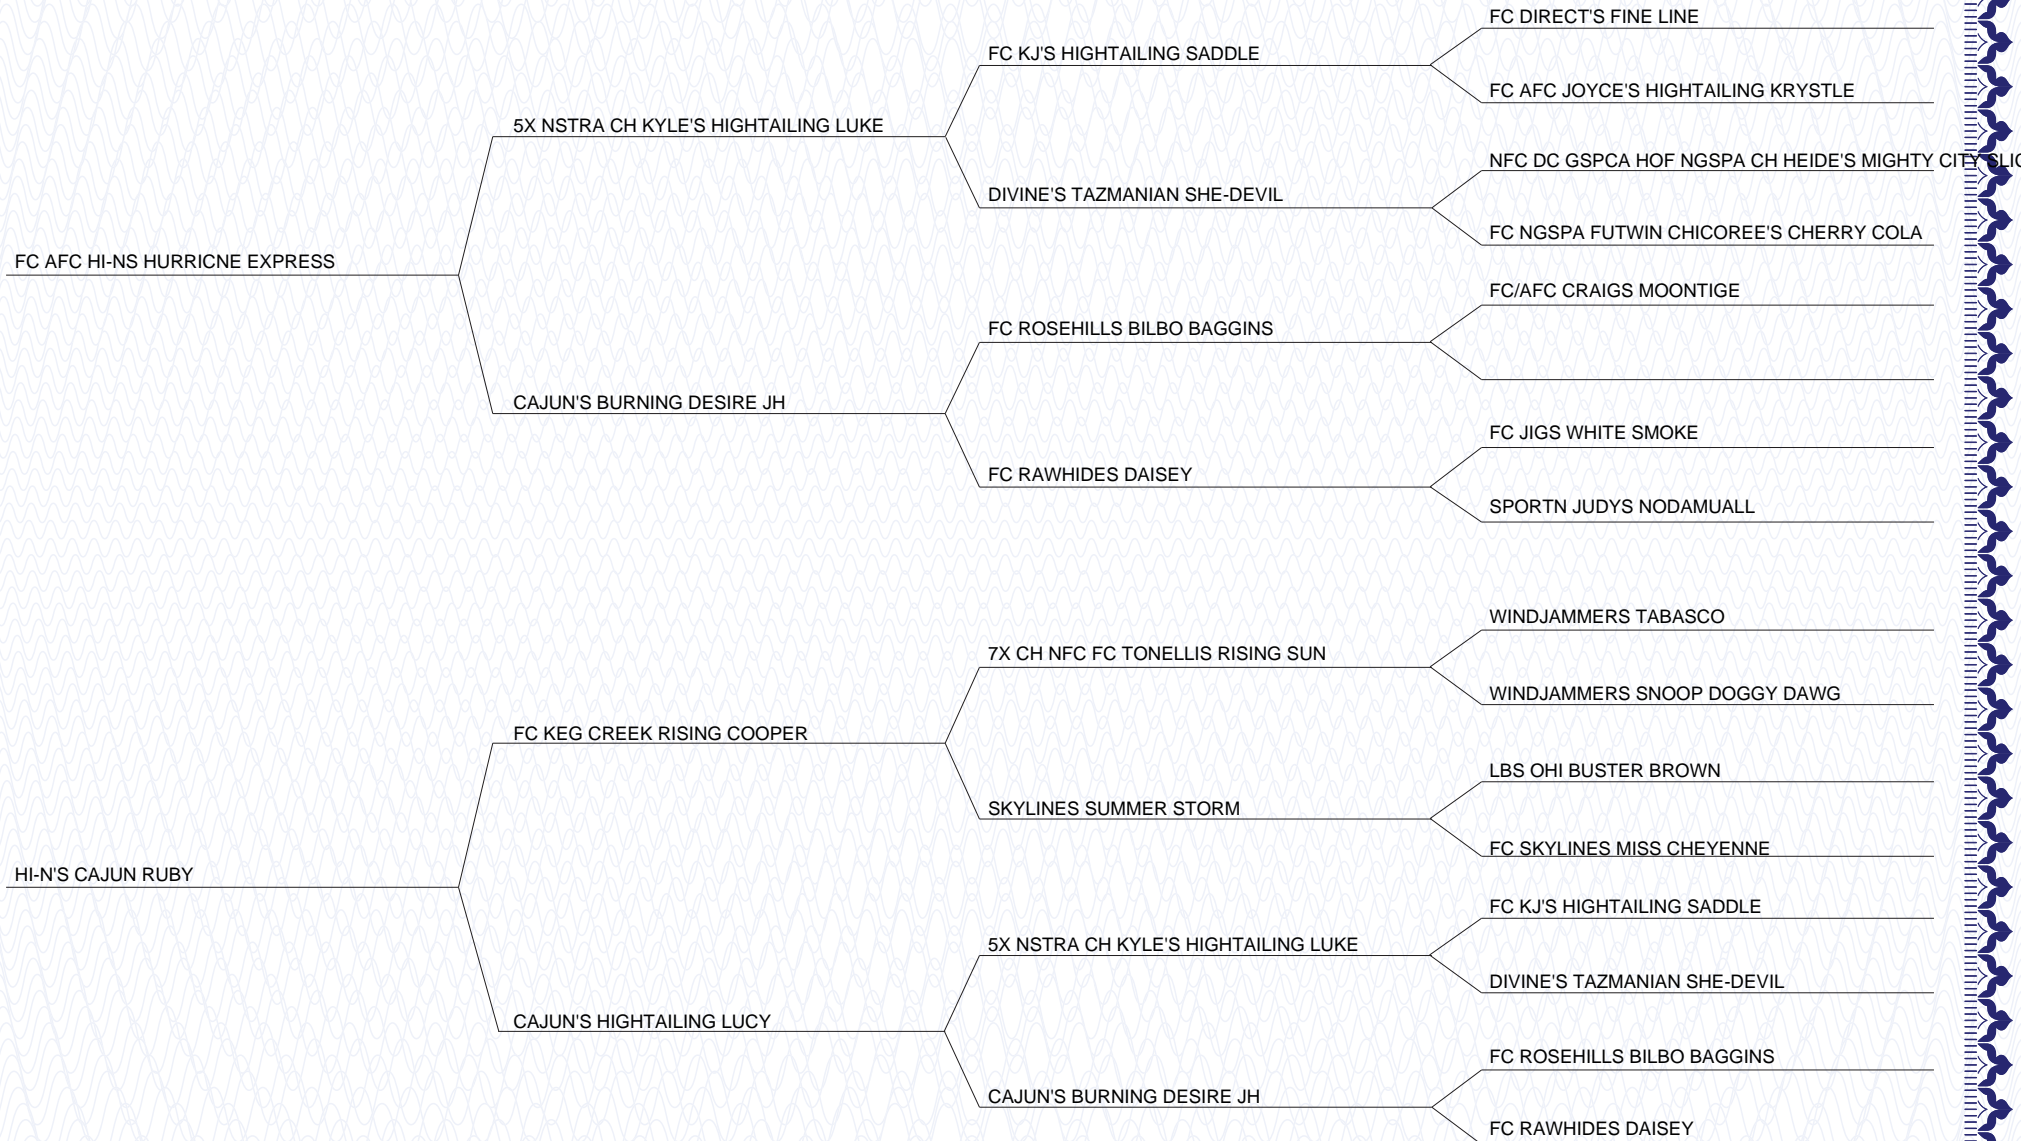 FC DIRECT'S FINE LINE
FC KJ'S HIGHTAILING SADDLE
FC AFC JOYCE'S HIGHTAILING KRYSTLE
5X NSTRA CH KYLE'S HIGHTAILING LUKE
NFC DC GSPCA HOF NGSPA CH HEIDE'S MIGHTY CITY
DIVINE'S TAZMANIAN SHE-DEVIL
FC NGSPA FUTWIN CHICOREE'S CHERRY COLA
FC AFC HI-NS HURRICNE EXPRESS
FC/AFC CRAIGS MOONTIGE
FC ROSEHILLS BILBO BAGGINS
CAJUN'S BURNING DESIRE JH
FC JIGS WHITE SMOKE
FC RAWHIDES DAISEY
SPORTN JUDYS NODAMUALL
WINDJAMMERS TABASCO
7X CH NFC FC TONELLIS RISING SUN
WINDJAMMERS SNOOP DOGGY DAWG
FC KEG CREEK RISING COOPER
LBS OHI BUSTER BROWN
SKYLINES SUMMER STORM
FC SKYLINES MISS CHEYENNE
HI-N'S CAJUN RUBY
FC KJ'S HIGHTAILING SADDLE
5X NSTRA CH KYLE'S HIGHTAILING LUKE
DIVINE'S TAZMANIAN SHE-DEVIL
CAJUN'S HIGHTAILING LUCY
FC ROSEHILLS BILBO BAGGINS
CAJUN'S BURNING DESIRE JH
FC RAWHIDES DAISEY